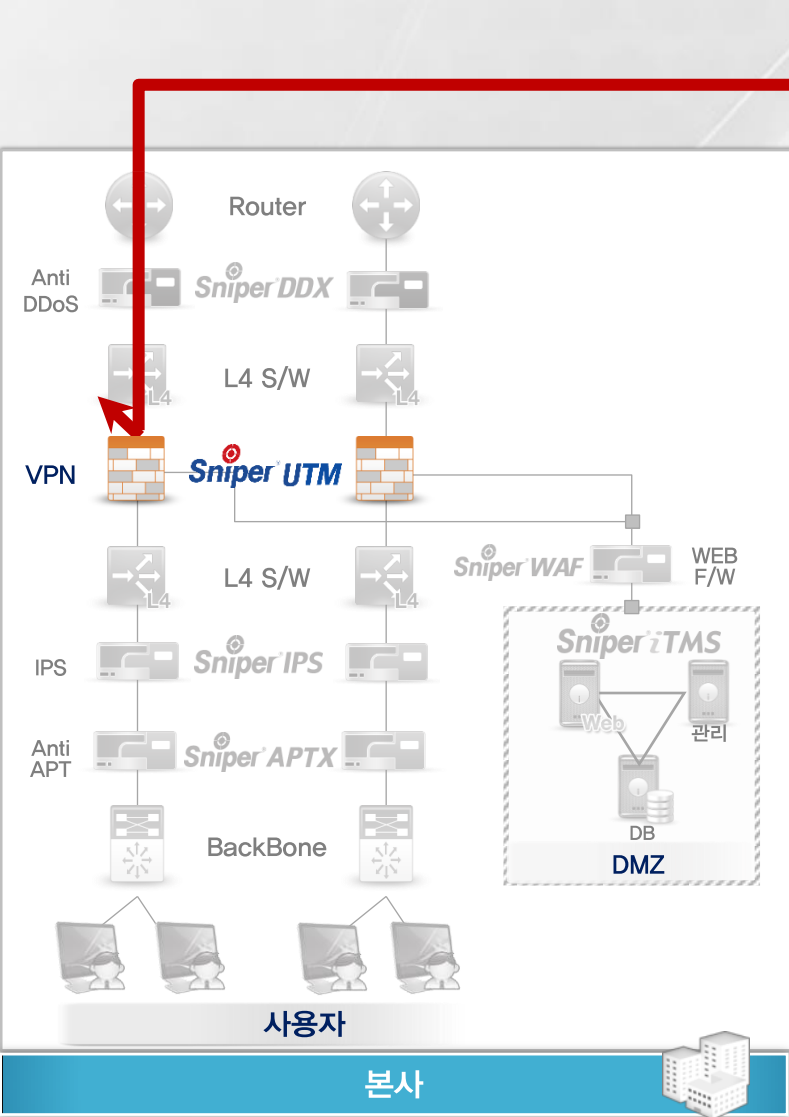 Router
Anti
DDoS
Sniper DDX
L4 S/W
L4
L4
VPN
Sniper UTM
L4 S/W
L4
L4
Sniper WAF
WEB
F/W
IPS
Sniper IPS
Sniper iTMS
Web
관리
Anti
APT
Sniper APTX
DB
BackBone
DMZ
사용자
본사